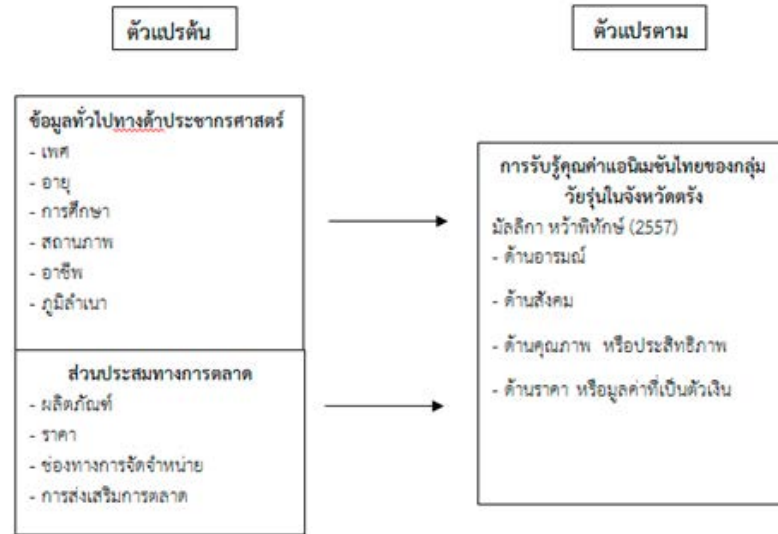 ตัวแปรต้น
ตัวแปรตาม
ข้อมูลทั่วไปทางด้าประชากรศาสตร์
- เพศ
- อายุ
- การศึกษา
- สถานภาพ
- อาชีพ
- ภูมิลำเนา
ส่วนประสมทางการตลาด
- ผลิตภัณฑ์
- ราคา
- ช่องทางการจัดจำหน่าย
- การส่งเสริมการตลาด
การรับรู้คุณค่าแอนิเมชันไทยของกลุ่ม
วัยรุ่นในจังหวัดตรัง
มัลลิกา หว้าพิทักษ์ (2557)
- ด้านอารมณ์
- ด้านสังคม
- ด้านคุณภาพ หรือประสิทธิภาพ
- ด้านราคา หรือมูลค่าที่เป็นตัวเงิน